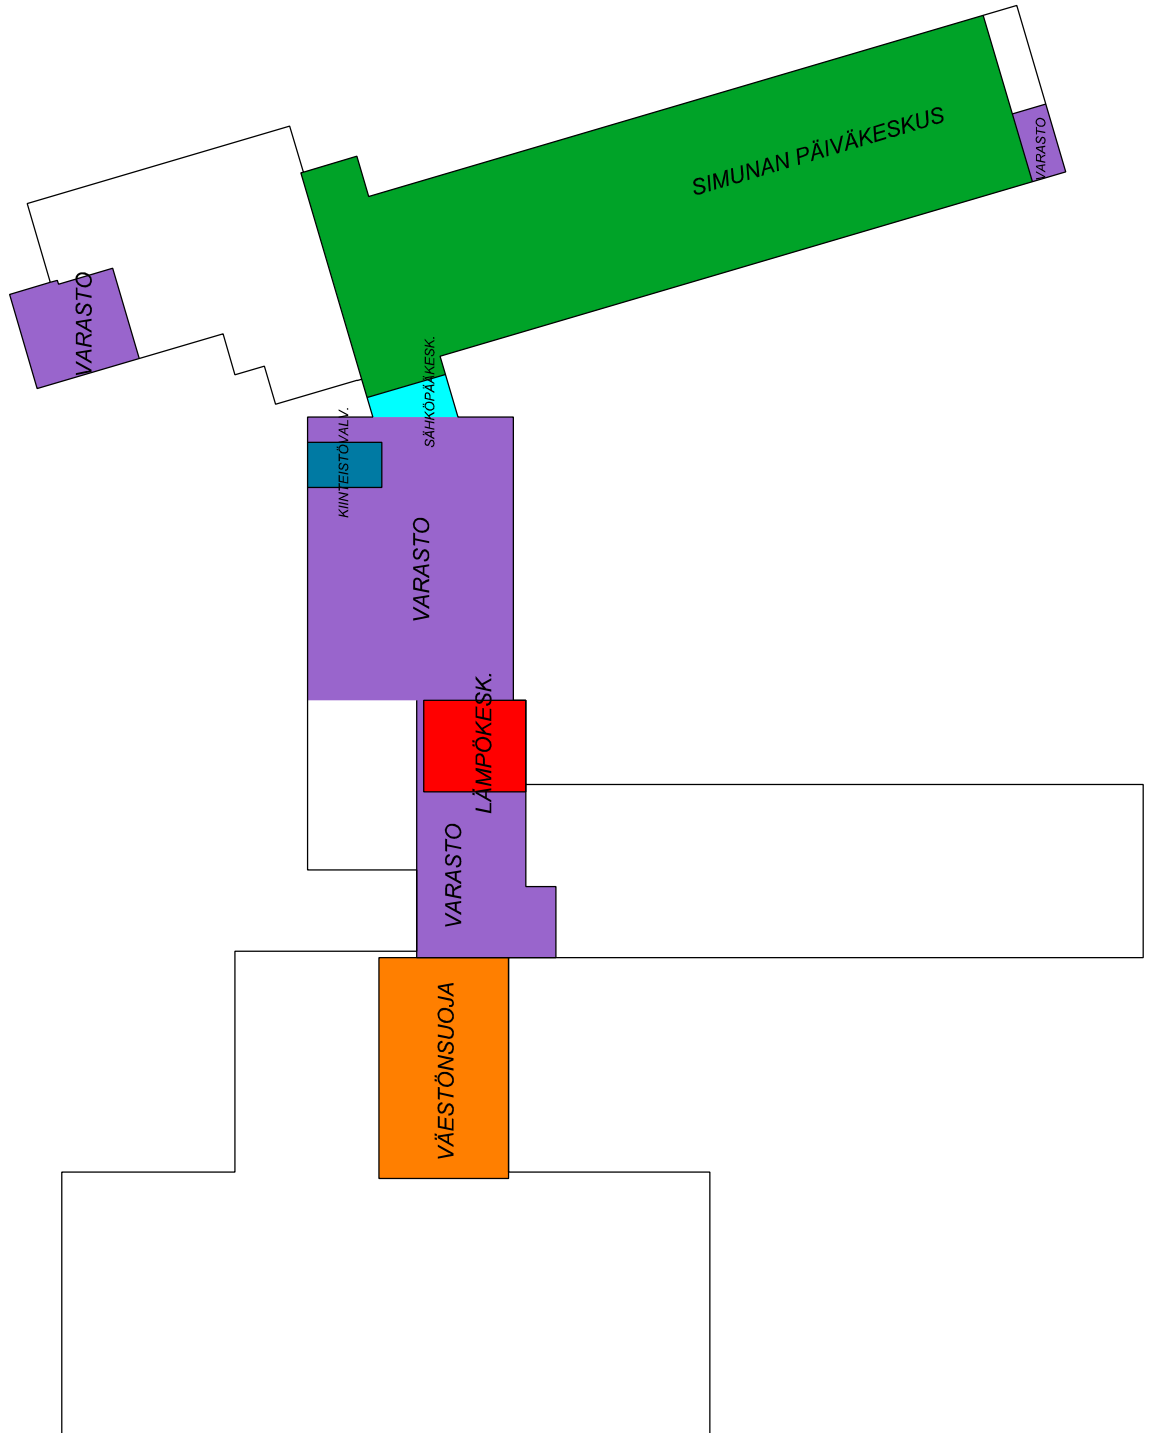 SIMUNAN PÄIVÄKESKUS
VARASTO
VARASTO
SÄHKÖPÄÄKESK.
KIINTEISTÖVALV.
VARASTO
LÄMPÖKESK.
VARASTO
VÄESTÖNSUOJA